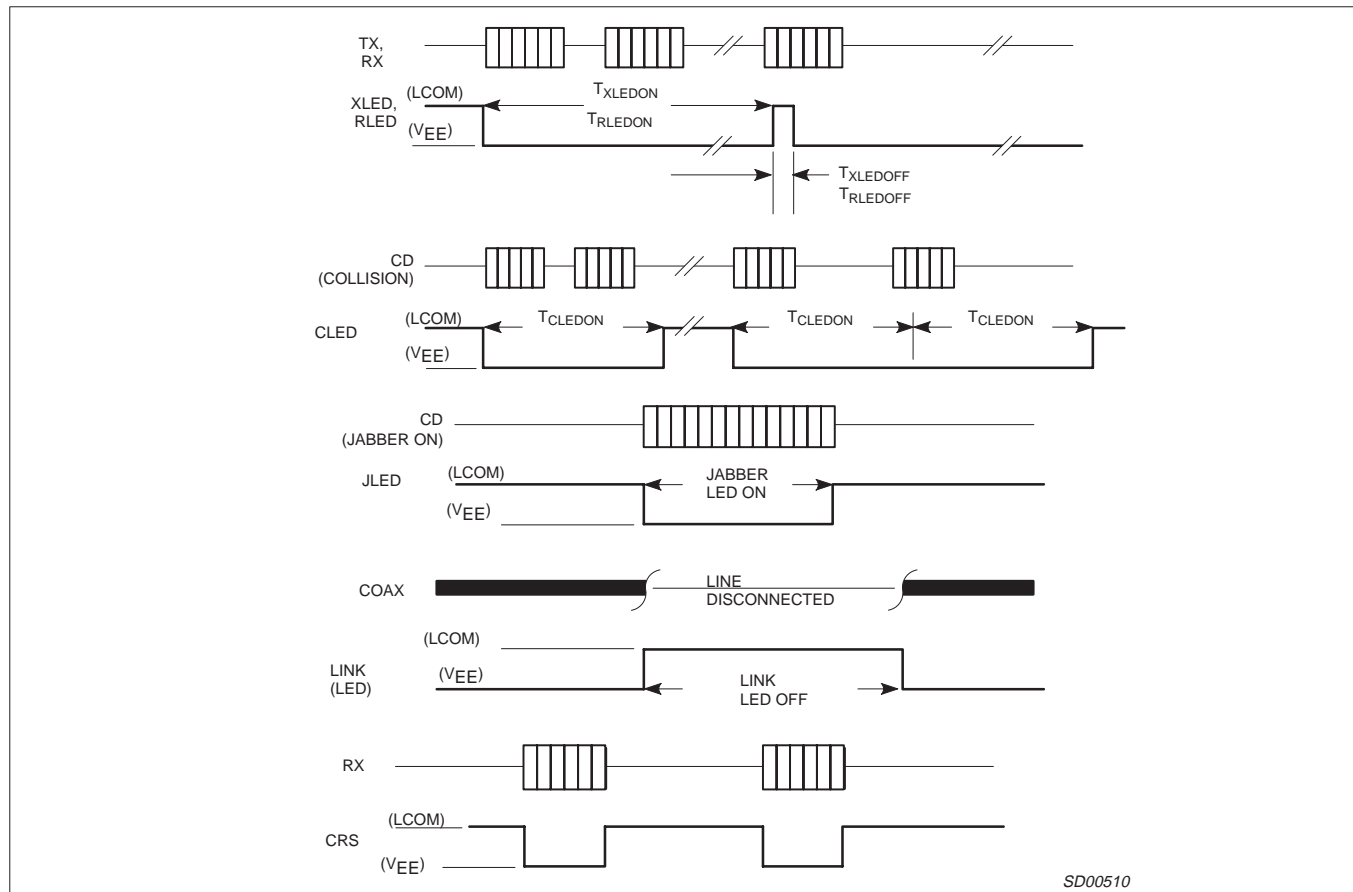 TX,
RX
XLED,
RLED
(LCOM)
(VEE)
TXLEDON
TRLEDON
TXLEDOFF
TRLEDOFF
CD
(COLLISION)
CLED
(LCOM)
(VEE)
TCLEDON
TCLEDON
TCLEDON
CD
(JABBER ON)
JLED
(LCOM)
(VEE)
JABBER
LED ON
COAX
LINE
DISCONNECTED
LINK
(LED)
(LCOM)
(VEE)
LINK
LED OFF
RX
CRS
(LCOM)
(VEE)
SD00510